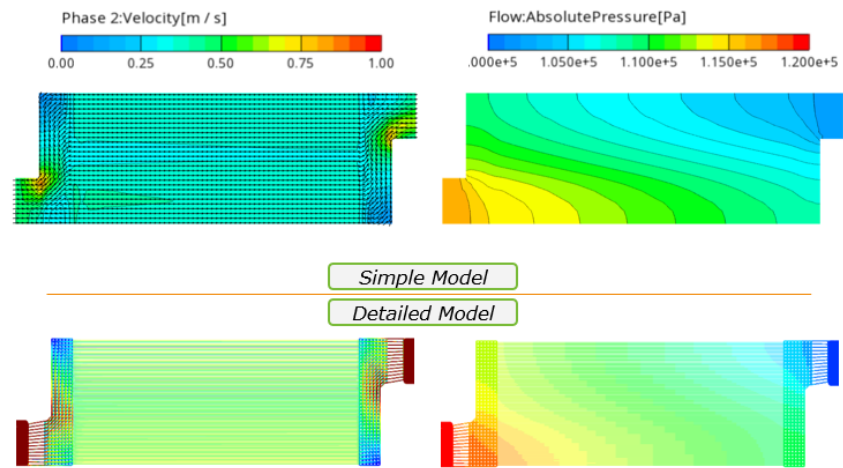 Phase 2:Velocity[m / s]
0.00 0.25 0.50 0.75 1.00
Flow:AbsolutePressure[Pa]
.000e+5 1.050e+5 1.100e+5 1.150e+5 1.200e+5
Simple Model
Detailed Model